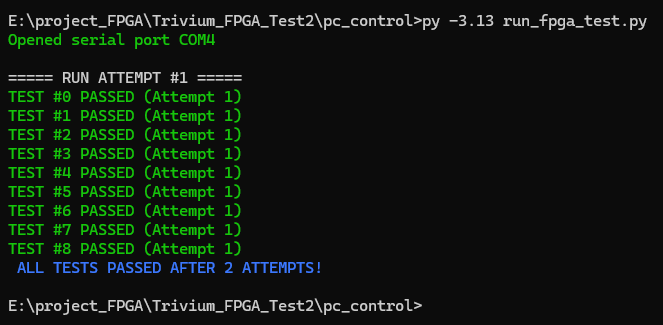 E:\project_FPGA\Trivium_FPGA_Test2\pc_control>py -3.13 run_fpga_test.py
Opened serial port COM4
===== RUN ATTEMPT #1 =====
TEST #0 PASSED (Attempt 1)
TEST #1 PASSED (Attempt 1)
TEST #2 PASSED (Attempt 1)
TEST #3 PASSED (Attempt 1)
TEST #4 PASSED (Attempt 1)
TEST #5 PASSED (Attempt 1)
TEST #6 PASSED (Attempt 1)
TEST #7 PASSED (Attempt 1)
TEST #8 PASSED (Attempt 1)
ALL TESTS PASSED AFTER 2 ATTEMPTS!
E:\project_FPGA\Trivium_FPGA_Test2\pc_control>